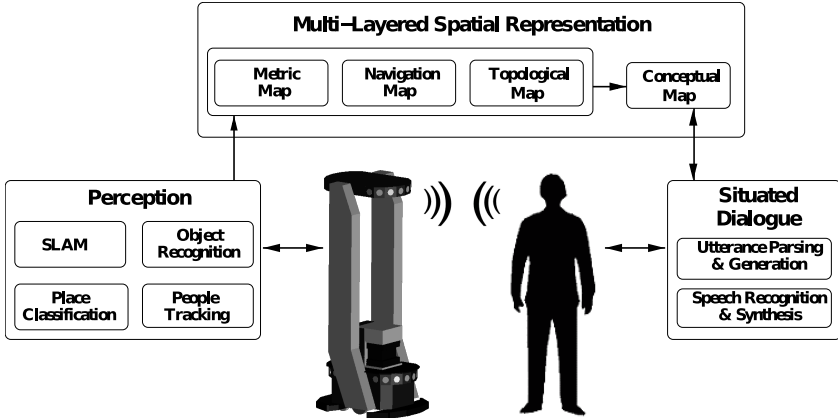 Multi-Layered Spatial Representation
Metric
Map
Navigation
Map
Topological
Map
Conceptual
Map
Perception
SLAM
Object
Recognition
Place
Classification
People
Tracking
Situated
Dialogue
Utterance Parsing
& Generation
Speech Recognition
& Synthesis